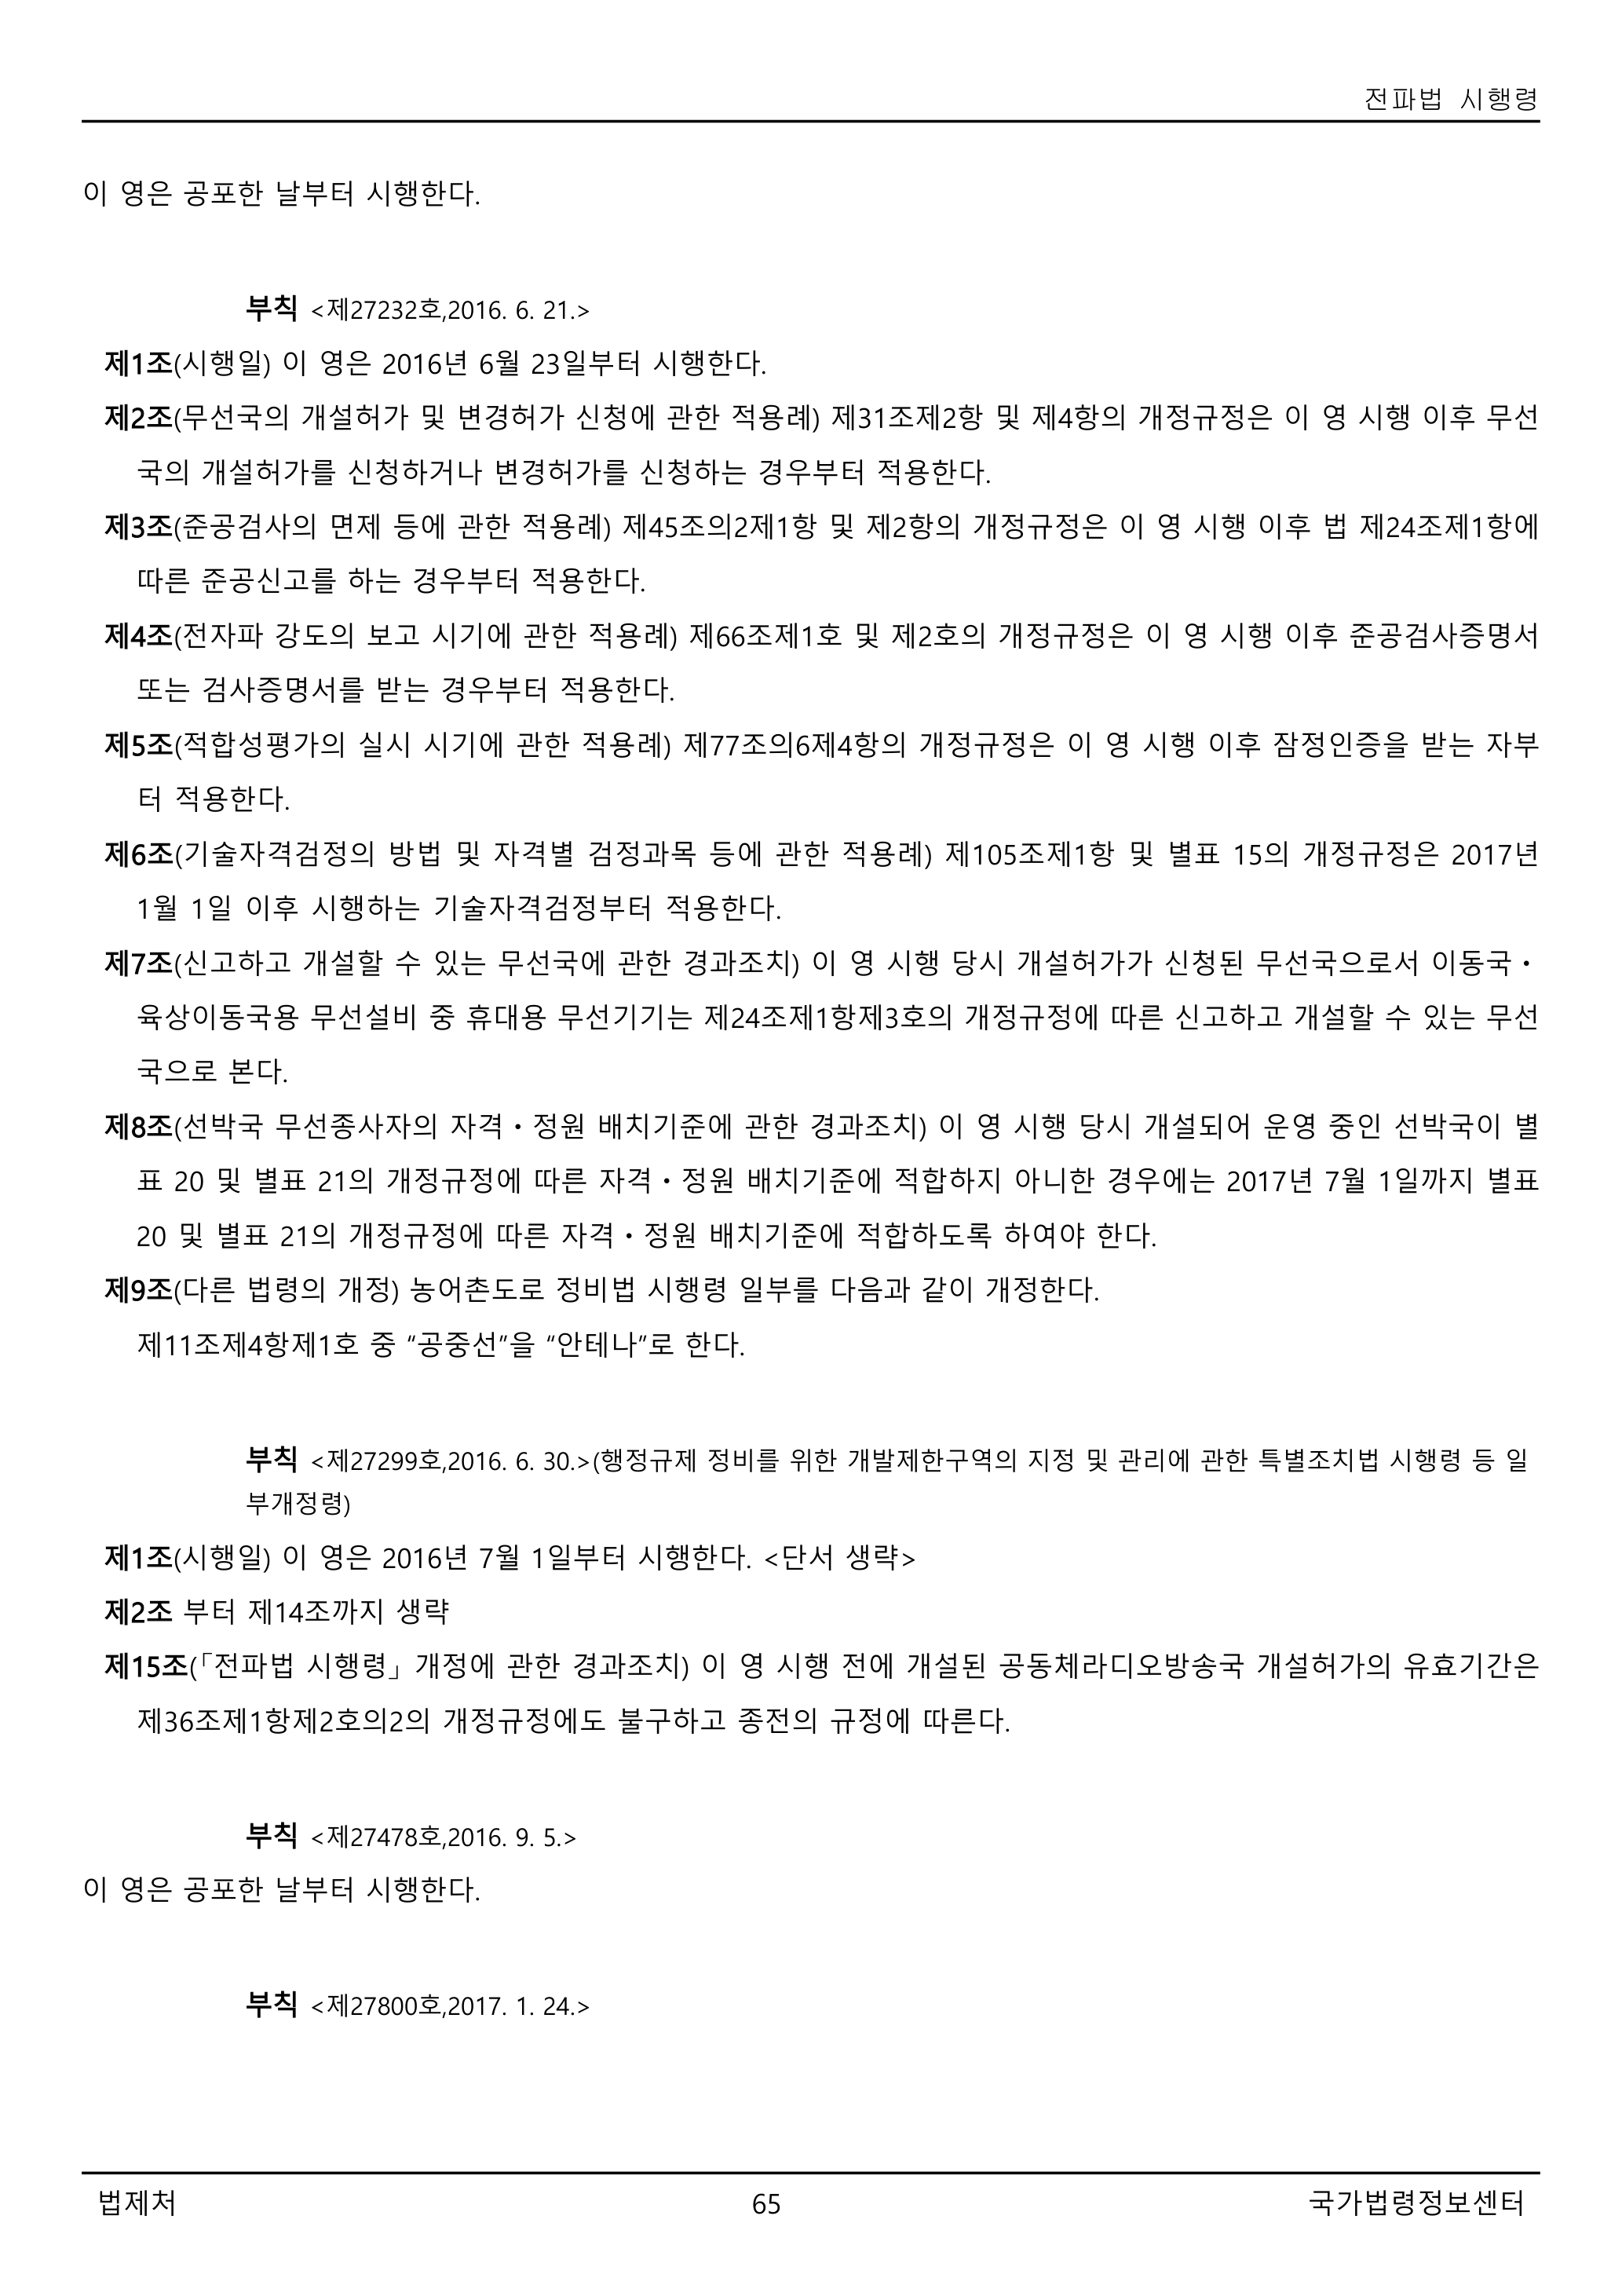 전파법 시행령
이 영은 공포한 날부터 시행한다.
부칙 <제27232호,2016. 6. 21.>
제1조(시행일) 이 영은 2016년 6월 23일부터 시행한다.
제2조(무선국의 개설허가 및 변경허가 신청에 관한 적용례) 제31조제2항 및 제4항의 개정규정은 이 영 시행 이후 무선
국의 개설허가를 신청하거나 변경허가를 신청하는 경우부터 적용한다.
제3조(준공검사의 면제 등에 관한 적용례) 제45조의2제1항 및 제2항의 개정규정은 이 영 시행 이후 법 제24조제1항에
따른 준공신고를 하는 경우부터 적용한다.
제4조(전자파 강도의 보고 시기에 관한 적용례) 제66조제1호 및 제2호의 개정규정은 이 영 시행 이후 준공검사증명서
또는 검사증명서를 받는 경우부터 적용한다.
제5조(적합성평가의 실시 시기에 관한 적용례) 제77조의6제4항의 개정규정은 이 영 시행 이후 잠정인증을 받는 자부
터 적용한다.
제6조(기술자격검정의 방법 및 자격별 검정과목 등에 관한 적용례) 제105조제1항 및 별표 15의 개정규정은 2017년
1월 1일 이후 시행하는 기술자격검정부터 적용한다.
제7조(신고하고 개설할 수 있는 무선국에 관한 경과조치) 이 영 시행 당시 개설허가가 신청된 무선국으로서 이동국ㆍ
육상이동국용 무선설비 중 휴대용 무선기기는 제24조제1항제3호의 개정규정에 따른 신고하고 개설할 수 있는 무선
국으로 본다.
제8조(선박국 무선종사자의 자격ㆍ정원 배치기준에 관한 경과조치) 이 영 시행 당시 개설되어 운영 중인 선박국이 별
표 20 및 별표 21의 개정규정에 따른 자격ㆍ정원 배치기준에 적합하지 아니한 경우에는 2017년 7월 1일까지 별표
20 및 별표 21의 개정규정에 따른 자격ㆍ정원 배치기준에 적합하도록 하여야 한다.
제9조(다른 법령의 개정) 농어촌도로 정비법 시행령 일부를 다음과 같이 개정한다.
제11조제4항제1호 중 “공중선”을 “안테나”로 한다.
부칙 <제27299호,2016. 6. 30.>(행정규제 정비를 위한 개발제한구역의 지정 및 관리에 관한 특별조치법 시행령 등 일
부개정령)
제1조(시행일) 이 영은 2016년 7월 1일부터 시행한다. <단서 생략>
제2조 부터 제14조까지 생략
제15조(「전파법 시행령」 개정에 관한 경과조치) 이 영 시행 전에 개설된 공동체라디오방송국 개설허가의 유효기간은
제36조제1항제2호의2의 개정규정에도 불구하고 종전의 규정에 따른다.
부칙 <제27478호,2016. 9. 5.>
이 영은 공포한 날부터 시행한다.
부칙 <제27800호,2017. 1. 24.>
법제처 65 국가법령정보센터